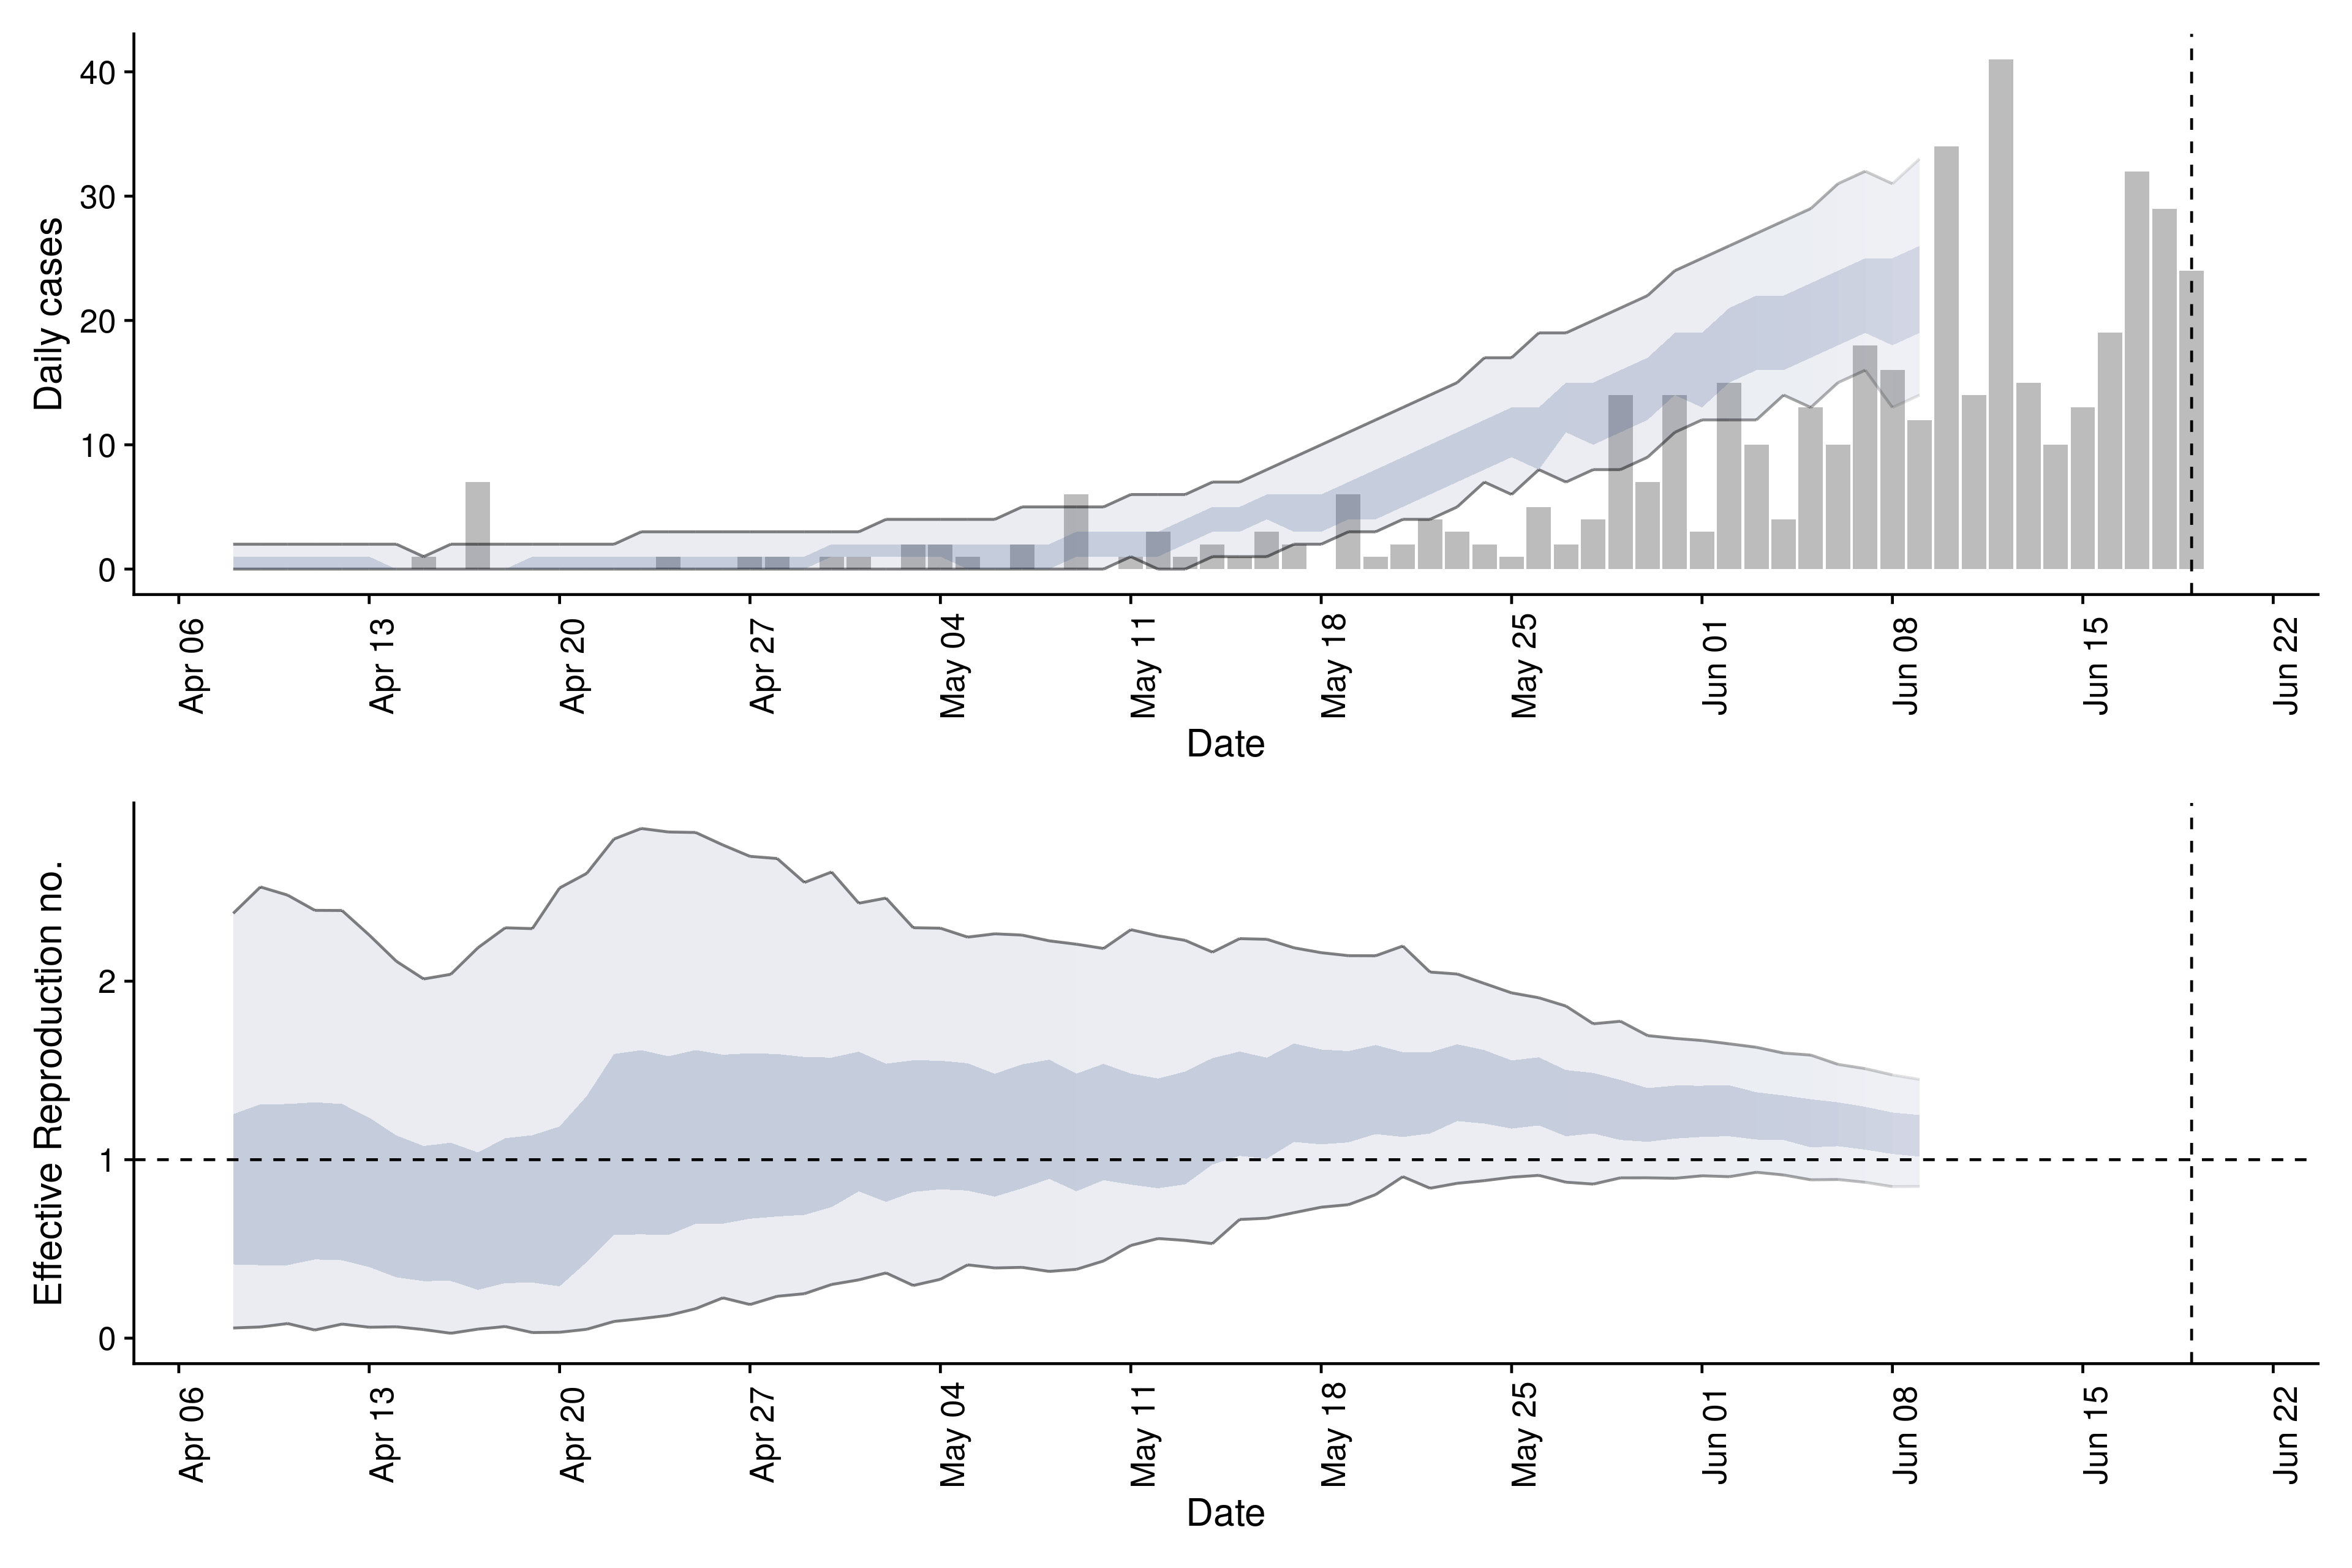 Daily cases
40
30
20
10
0
Apr 06
Apr 13
Apr 20
Apr 27
May 04
May 11
May 18
May 25
Jun 01
Jun 08
Jun 15
Jun 22
Date
Effective Reproduction no.
2
1
0
Apr 06
Apr 13
Apr 20
Apr 27
May 04
May 11
May 18
May 25
Jun 01
Jun 08
Jun 15
Jun 22
Date